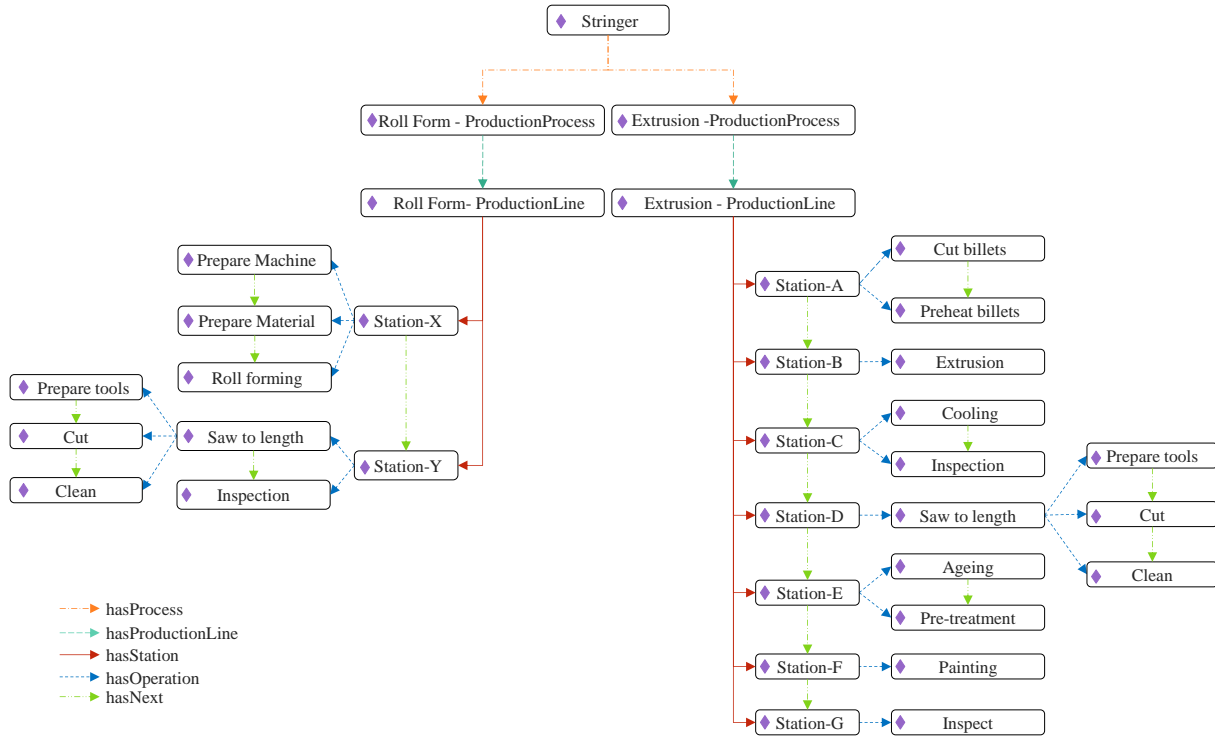 Stringer
Roll Form - ProductionProcess
Extrusion -ProductionProcess
Roll Form- ProductionLine
Extrusion - ProductionLine
Prepare Machine
Prepare Material
Roll forming
Station-X
Prepare tools
Cut
Clean
Saw to length
Inspection
Station-Y
Station-A
Cut billets
Preheat billets
Station-B
Extrusion
Station-C
Cooling
Inspection
Station-D
Saw to length
Prepare tools
Cut
Clean
Station-E
Ageing
Pre-treatment
Station-F
Painting
Station-G
Inspect
hasProcess
hasProductionLine
hasStation
hasOperation
hasNext